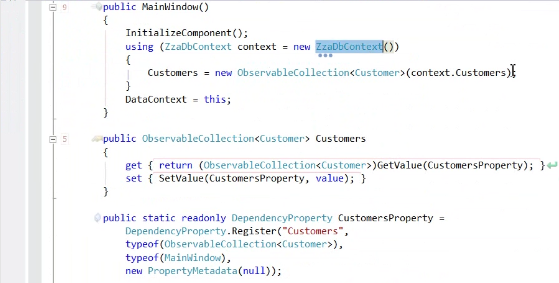 9 public MainWindow()
{
InitializeComponent();
using (ZzaDbContext context = new ZzaDbContext())
{
Customers = new ObservableCollection<Customer>(context.Customers);
}
DataContext = this;
}
5 public ObservableCollection<Customer> Customers
{
get { return (ObservableCollection<Customer>)GetValue(CustomersProperty); }
set { SetValue(CustomersProperty, value); }
}
public static readonly DependencyProperty CustomersProperty =
DependencyProperty.Register("Customers",
typeof(ObservableCollection<Customer>),
typeof(MainWindow),
new PropertyMetadata(null));